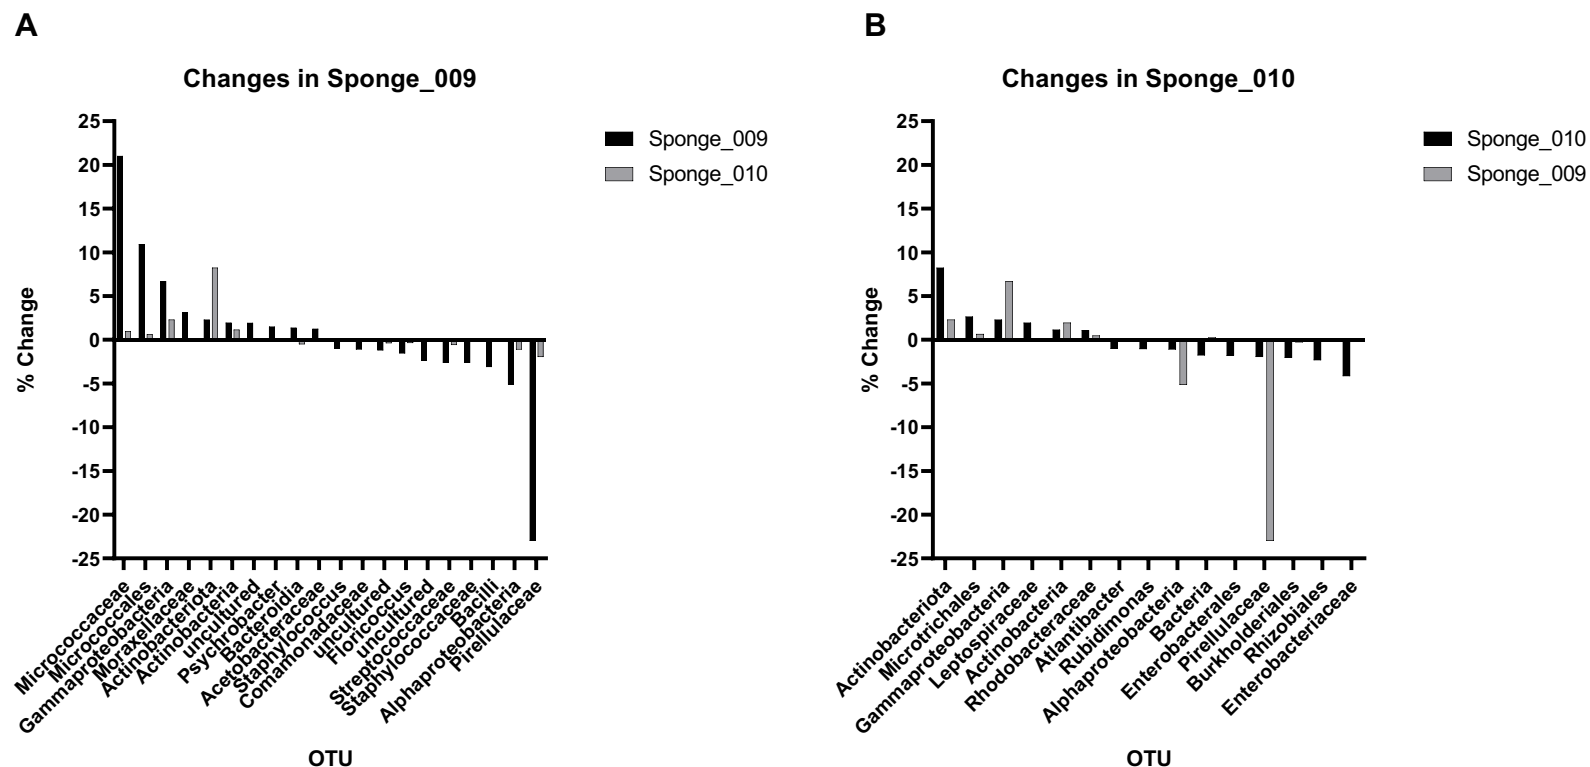 A
Changes in Sponge_009
25
20
15
10
5
0
-5
-10
-15
-20
-25
% Change
Micrococcaceae
Micrococcales
Gammaproteobacteria
Moraxellaceae
Actinobacteriota
Actinobacteria
uncultured
Psychrobacter
Bacteroidia
Acetobacteraceae
Staphylococcus
Comamonadaceae
uncultured
Floricoccus
uncultured
Streptococcaceae
Staphylococcaceae
Bacilli
Alphaproteobacteria
Pirellulaceae
OTU
Sponge_009
Sponge_010
B
Changes in Sponge_010
25
20
15
10
5
0
-5
-10
-15
-20
-25
% Change
Actinobacteriota
Microtrichales
Gammaproteobacteria
Leptospiraceae
Actinobacteria
Rhodobacteraceae
Atlantibacter
Rubidimonas
Alphaproteobacteria
Bacteria
Enterobacterales
Pirellulaceae
Burkholderiales
Rhizobiales
Enterobacteriaceae
OTU
Sponge_010
Sponge_009